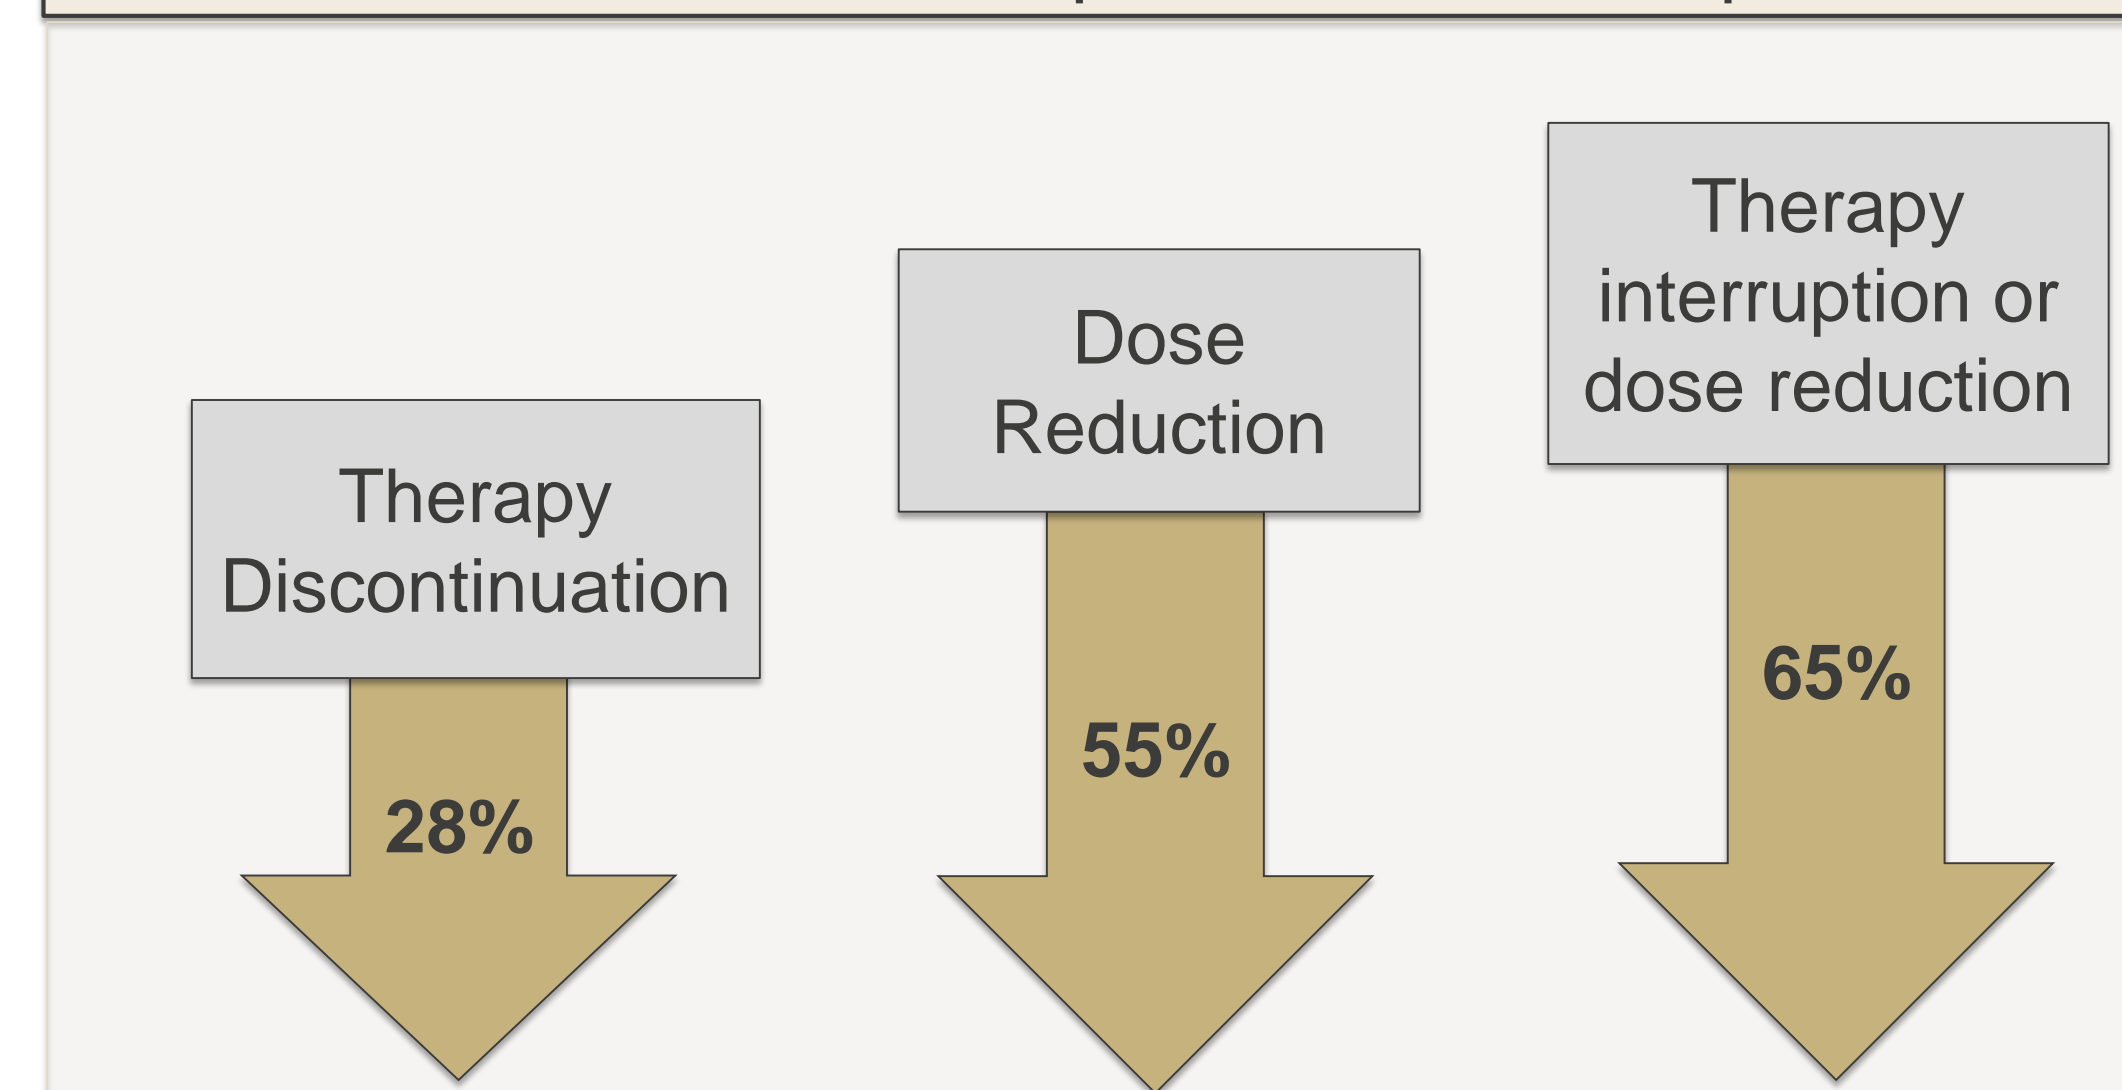 Therapy
Discontinuation
28%
Dose
Reduction
55%
Therapy
interruption or
dose reduction
65%